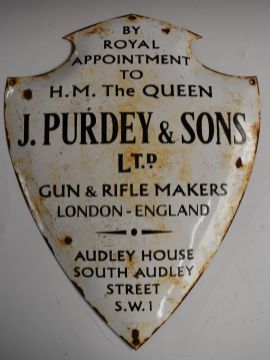 BY
ROYAL
APPOINTMENT
TO
H.M. The QUEEN
J. PURDEY & SONS
LTD
GUN & RIFLE MAKERS
LONDON - ENGLAND
AUDLEY HOUSE
SOUTH AUDLEY
STREET
S.W.1